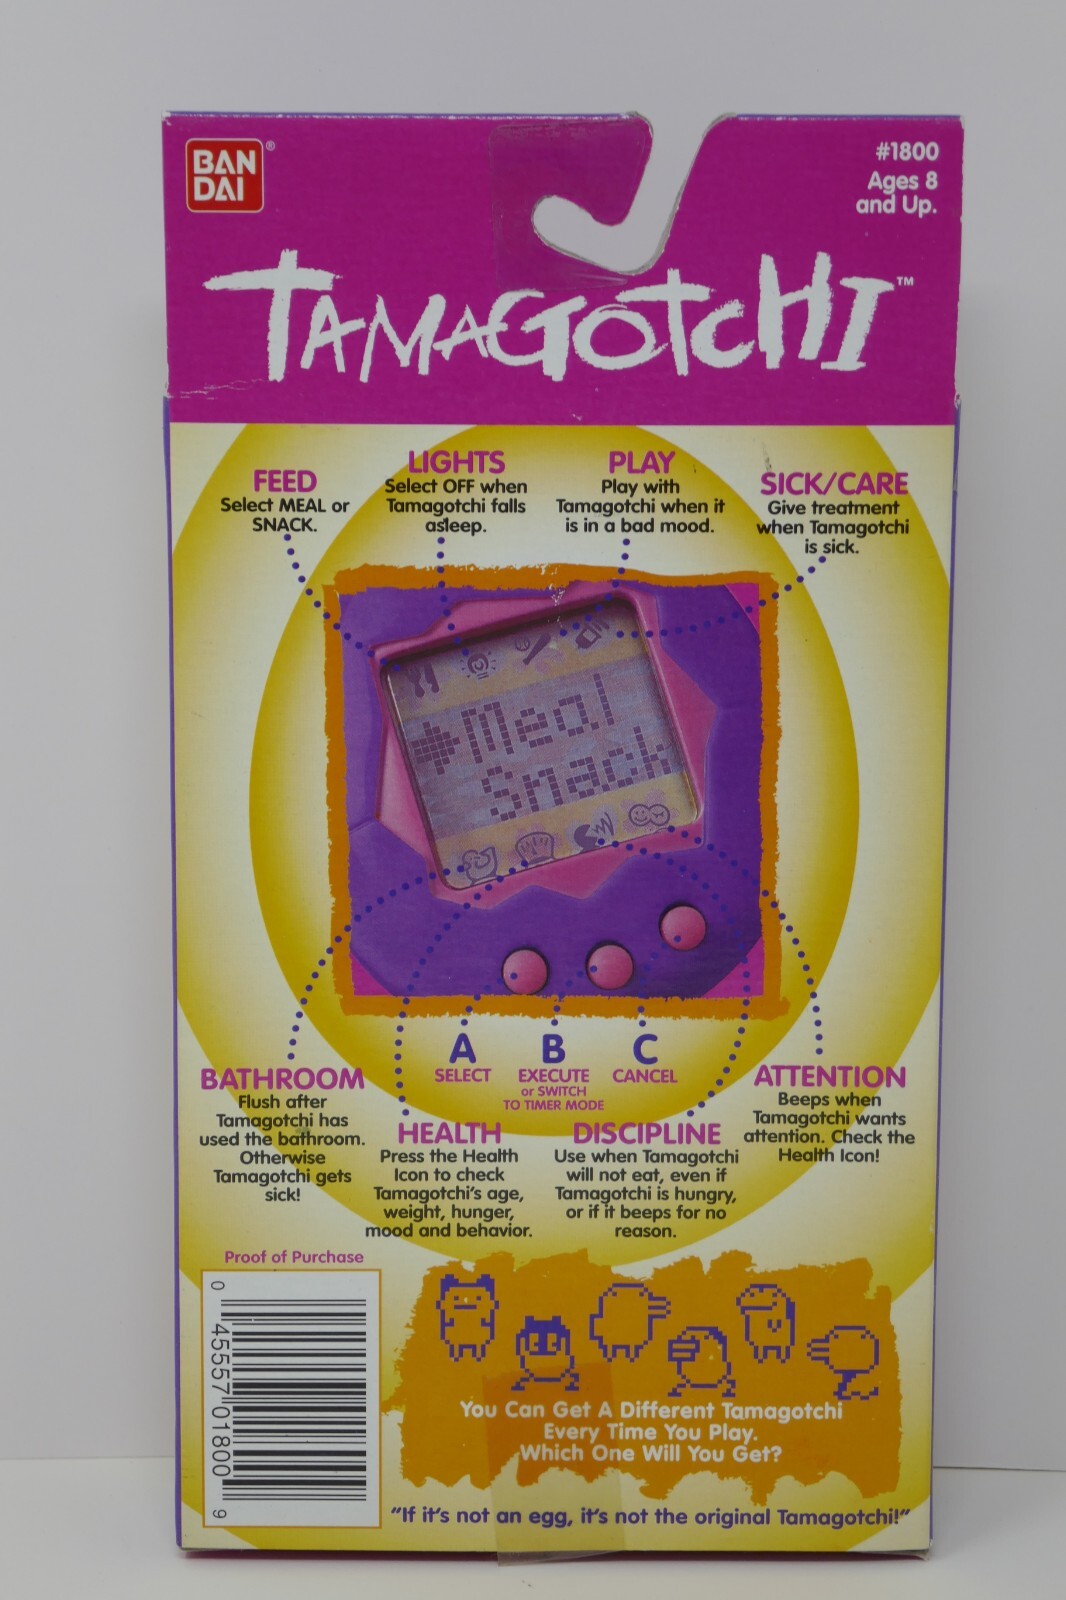 BAN
DAI
®
#1800
Ages 8
and Up.
TAMAGOTCHI™
FEED
Select MEAL or
SNACK.
LIGHTS
Select OFF when
Tamagotchi falls
asleep.
PLAY
Play with
Tamagotchi when it
is in a bad mood.
SICK/CARE
Give treatment
when Tamagotchi
is sick.
Meal
Snack
A
SELECT
B
EXECUTE
or SWITCH
TO TIMER MODE
C
CANCEL
BATHROOM
Flush after
Tamagotchi has
used the bathroom.
Otherwise
Tamagotchi gets
sick!
HEALTH
Press the Health
Icon to check
Tamagotchi's age,
weight, hunger,
mood and behavior.
DISCIPLINE
Use when Tamagotchi
will not eat, even if
Tamagotchi is hungry,
or if it beeps for no
reason.
ATTENTION
Beeps when
Tamagotchi wants
attention. Check the
Health Icon!
Proof of Purchase
0 45557 01800 9
You Can Get A Different Tamagotchi
Every Time You Play.
Which One Will You Get?
"If it's not an egg, it's not the original Tamagotchi!"